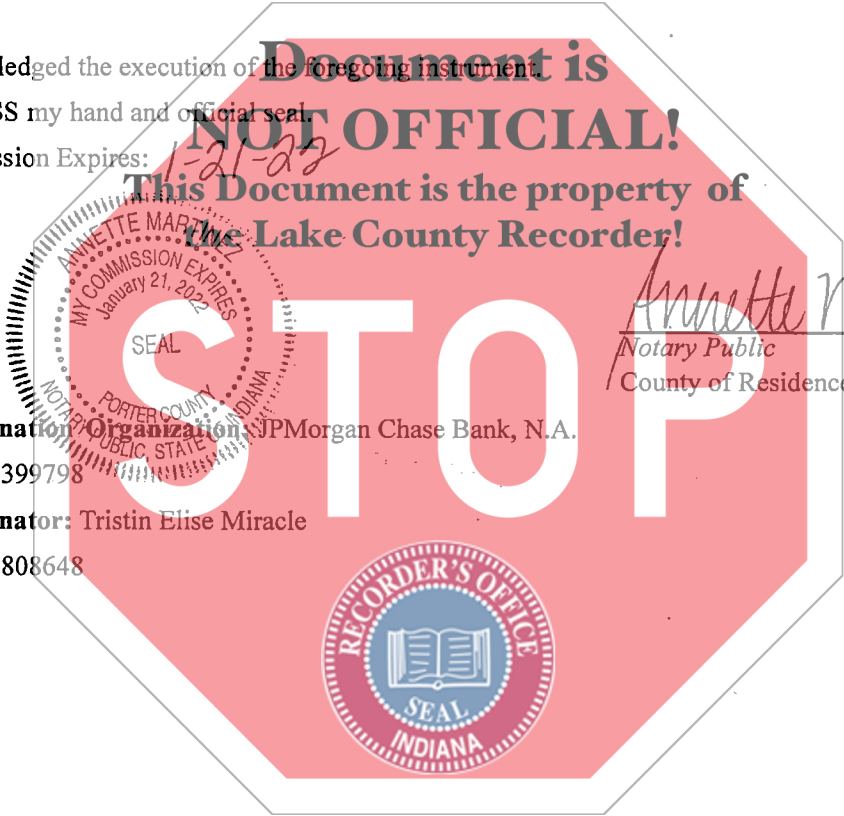 Document is
ledged the execution of the foregoing instrument.
NOT OFFICIAL!
SS my hand and official seal.
ssion Expires: 1-21-22
This Document is the property of
the Lake County Recorder!
ANNETTE MARTINEZ
MY COMMISSION EXPIRES
January 21, 2022
SEAL
PORTER COUNTY
NOTARY PUBLIC, STATE INDIANA
Annette
Notary Public
County of Residence
STOP
nation Organization: JPMorgan Chase Bank, N.A.
399798
nator: Tristin Elise Miracle
808648
RECORDER'S OFFICE
SEAL
INDIANA